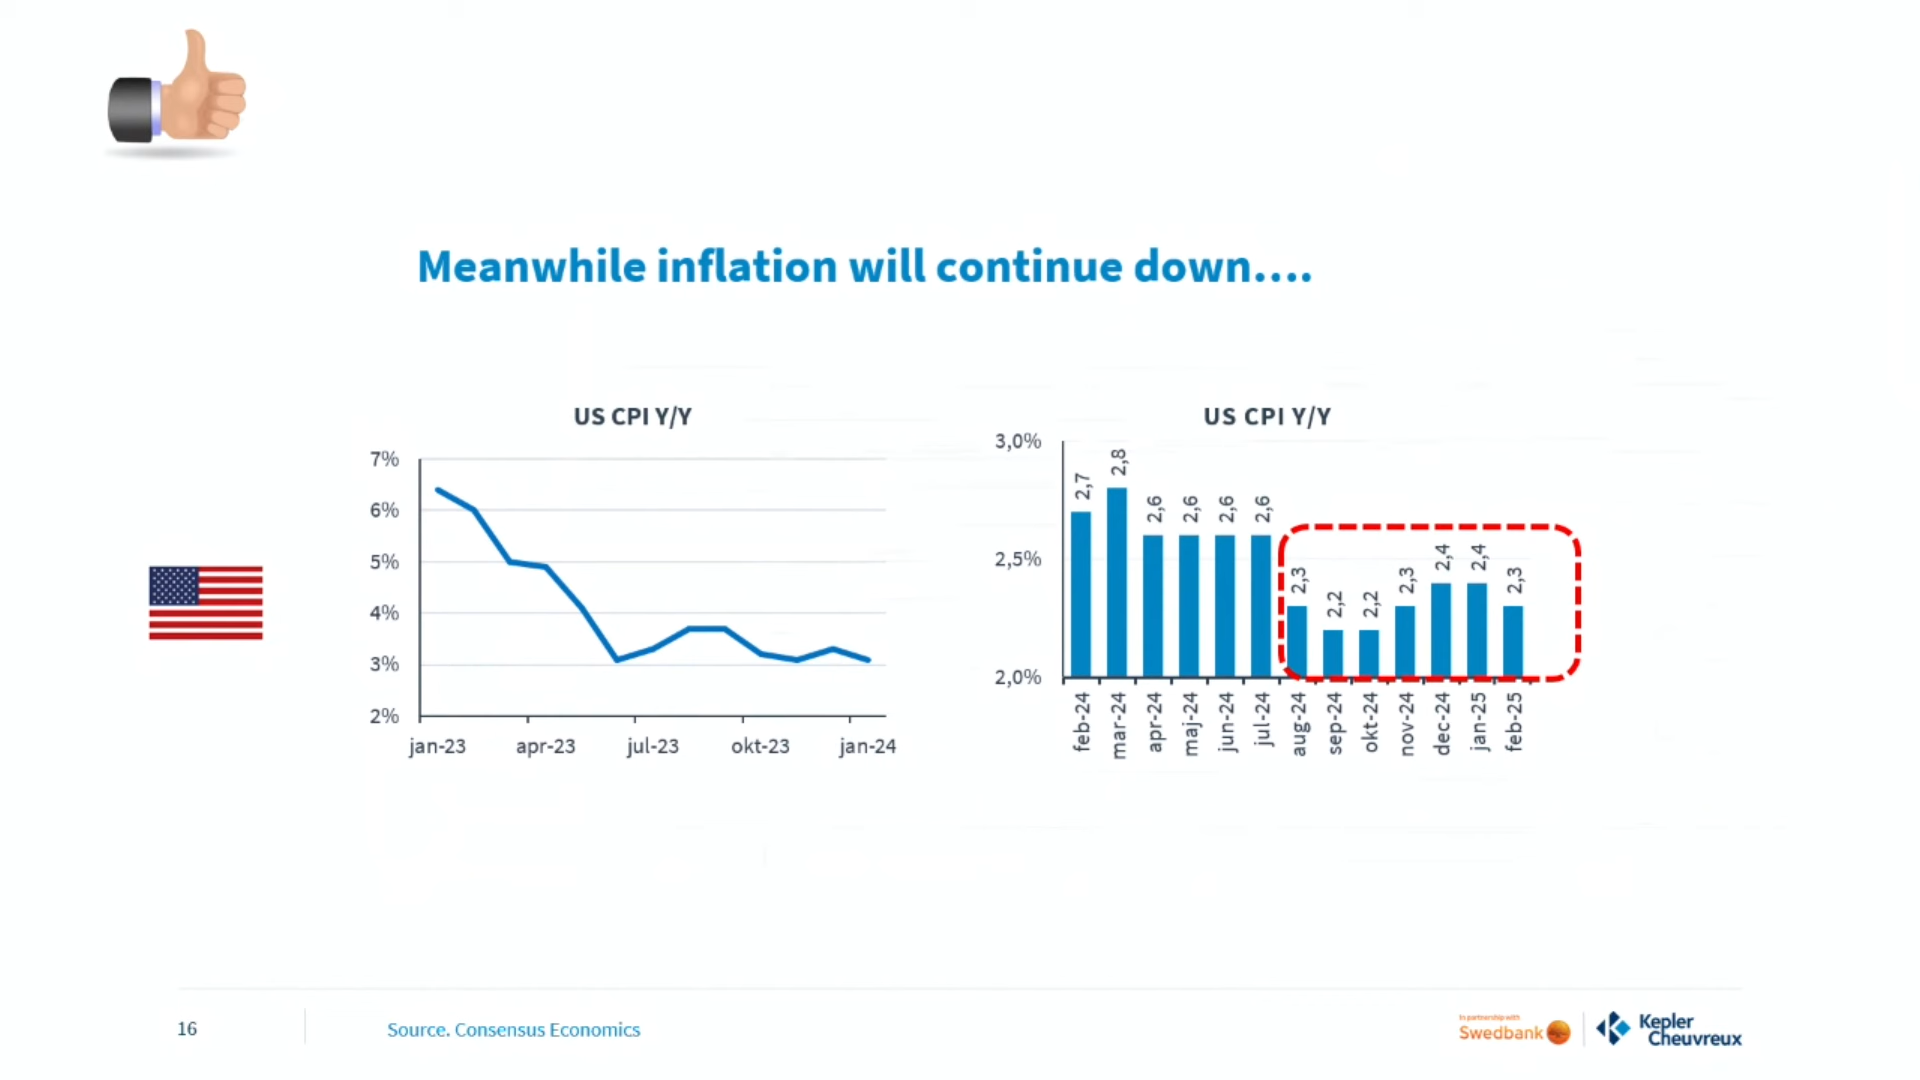 Meanwhile inflation will continue down....
US CPI Y/Y
7%
6%
5%
4%
3%
2%
jan-23
apr-23
jul-23
okt-23
jan-24
US CPI Y/Y
3,0%
2,5%
2,0%
2,7
2,8
2,6
2,6
2,6
2,6
2,3
2,2
2,2
2,3
2,4
2,4
2,3
feb-24
mar-24
apr-24
maj-24
jun-24
jul-24
aug-24
sep-24
okt-24
nov-24
dec-24
jan-25
feb-25
16
Source. Consensus Economics
In partnership with
Swedbank
Kepler
Cheuvreux